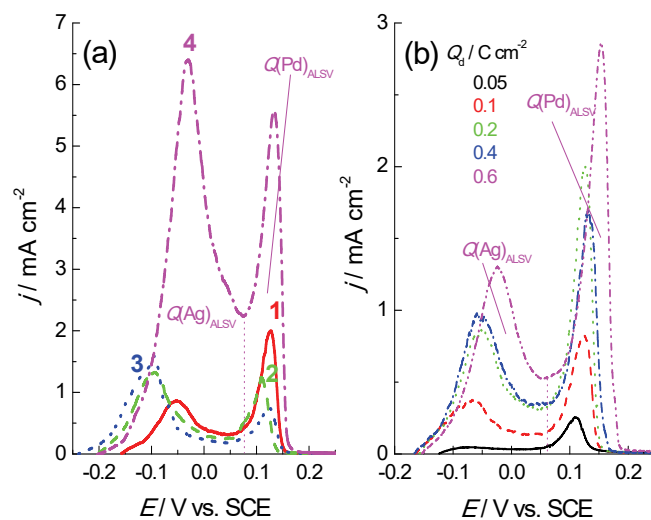 (a)
4
Q(Pd)ALSV
Q(Ag)ALSV
1
2
3
7
6
5
4
3
2
1
0
j / mA cm-2
-0.2 -0.1 0.0 0.1 0.2
E / V vs. SCE
(b)
Qd / C cm-2
0.05
0.1
0.2
0.4
0.6
Q(Pd)ALSV
Q(Ag)ALSV
3
2
1
0
j / mA cm-2
-0.2 -0.1 0.0 0.1 0.2
E / V vs. SCE